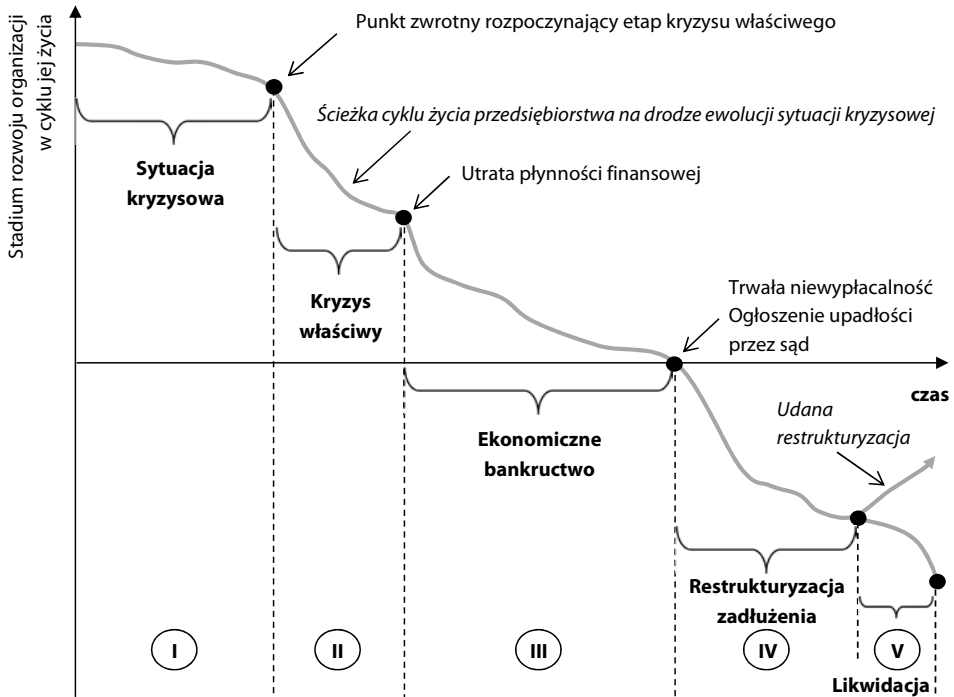 Stadium rozwoju organizacji
w cyklu jej życia
Punkt zwrotny rozpoczynający etap kryzysu właściwego
Ścieżka cyklu życia przedsiębiorstwa na drodze ewolucji sytuacji kryzysowej
Sytuacja
kryzysowa
Utrata płynności finansowej
Kryzys
właściwy
Trwała niewypłacalność
Ogłoszenie upadłości
przez sąd
czas
Ekonomiczne
bankructwo
Udana
restrukturyzacja
Restrukturyzacja
zadłużenia
I
II
III
IV
V
Likwidacja